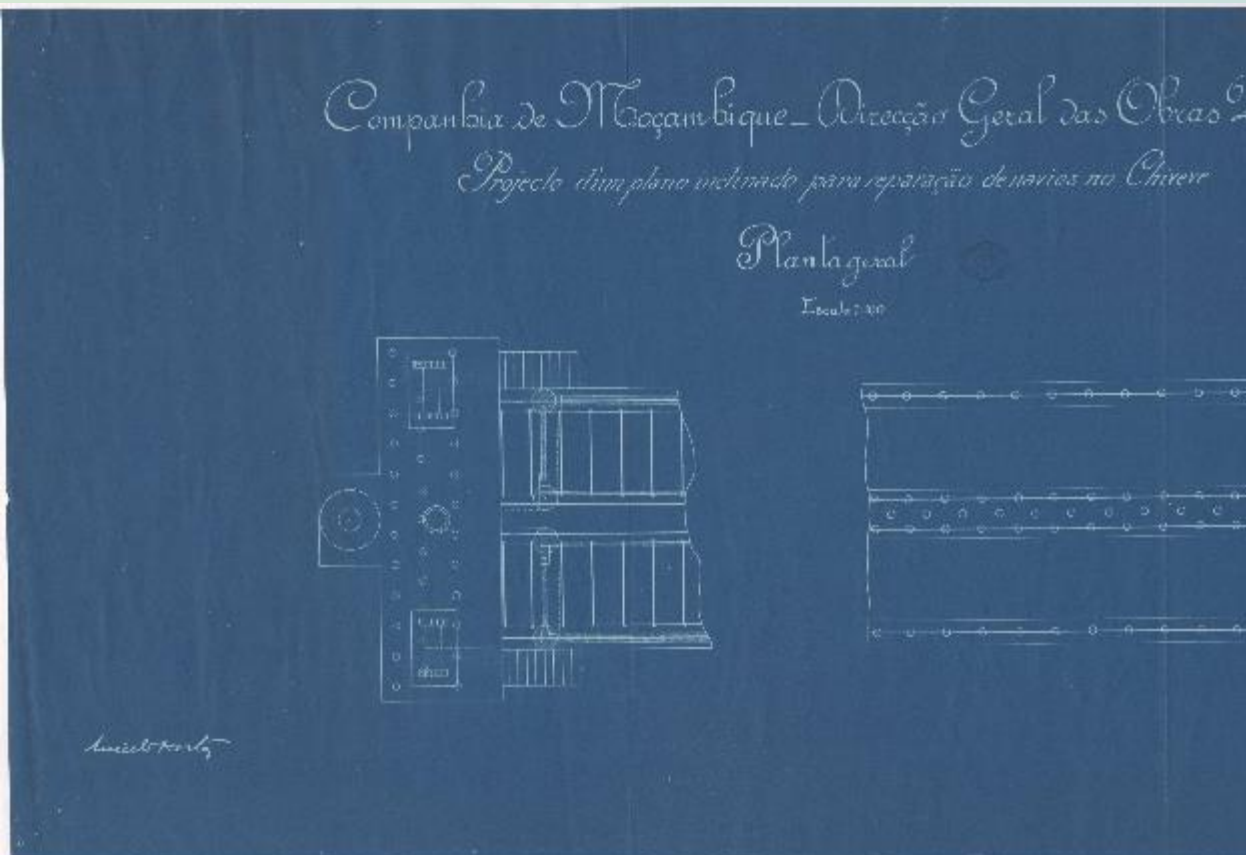 Companhia de Moçambique _ Direcção Geral das Obras
Projecto d'um plano inclinado para reparação de navios no Chiveve
Planta geral
Escala